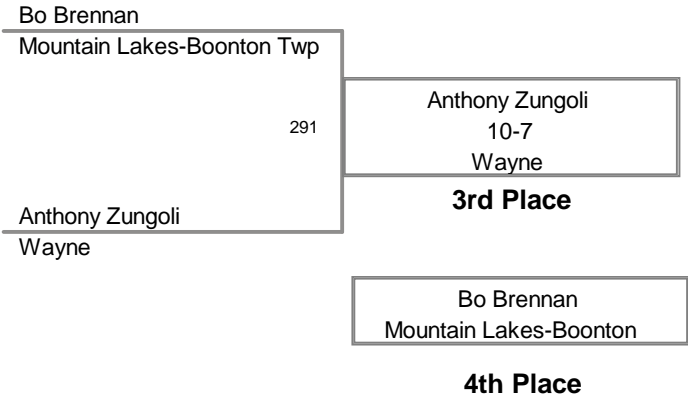 Bo Brennan
Mountain Lakes-Boonton Twp
291
Anthony Zungoli
10-7
Wayne
3rd Place
Anthony Zungoli
Wayne
Bo Brennan
Mountain Lakes-Boonton
4th Place